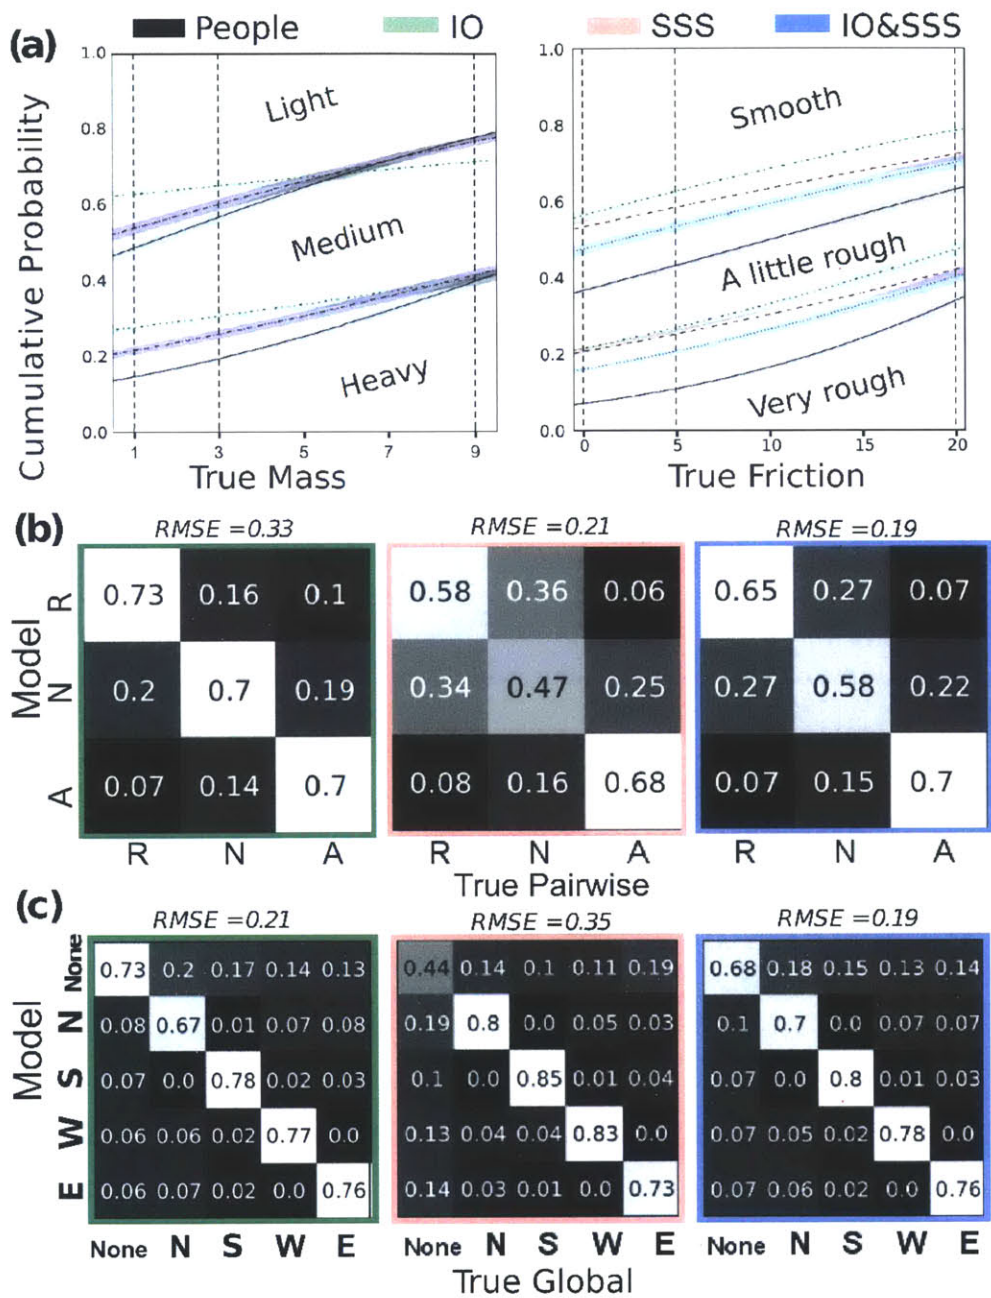 (a) People IO SSS IO&SSS
Cumulative Probability
1.0
0.8
0.6
0.4
0.2
0.0
Light
Medium
Heavy
1 3 5 7 9
True Mass
1.0
0.8
0.6
0.4
0.2
0.0
Smooth
A little rough
Very rough
0 5 10 15 20
True Friction
(b) RMSE =0.33 RMSE =0.21 RMSE =0.19
Model
R 0.73 0.16 0.1 0.58 0.36 0.06 0.65 0.27 0.07
N 0.2 0.7 0.19 0.34 0.47 0.25 0.27 0.58 0.22
A 0.07 0.14 0.7 0.08 0.16 0.68 0.07 0.15 0.7
R N A R N A R N A
True Pairwise
(c) RMSE =0.21 RMSE =0.35 RMSE =0.19
Model
None 0.73 0.2 0.17 0.14 0.13 0.44 0.14 0.1 0.11 0.19 0.68 0.18 0.15 0.13 0.14
N 0.08 0.67 0.01 0.07 0.08 0.19 0.8 0.0 0.05 0.03 0.1 0.7 0.0 0.07 0.07
S 0.07 0.0 0.78 0.02 0.03 0.1 0.0 0.85 0.01 0.04 0.07 0.0 0.8 0.01 0.03
W 0.06 0.06 0.02 0.77 0.0 0.13 0.04 0.04 0.83 0.0 0.07 0.05 0.02 0.78 0.0
E 0.06 0.07 0.02 0.0 0.76 0.14 0.03 0.01 0.0 0.73 0.07 0.06 0.02 0.0 0.76
None N S W E None N S W E None N S W E
True Global